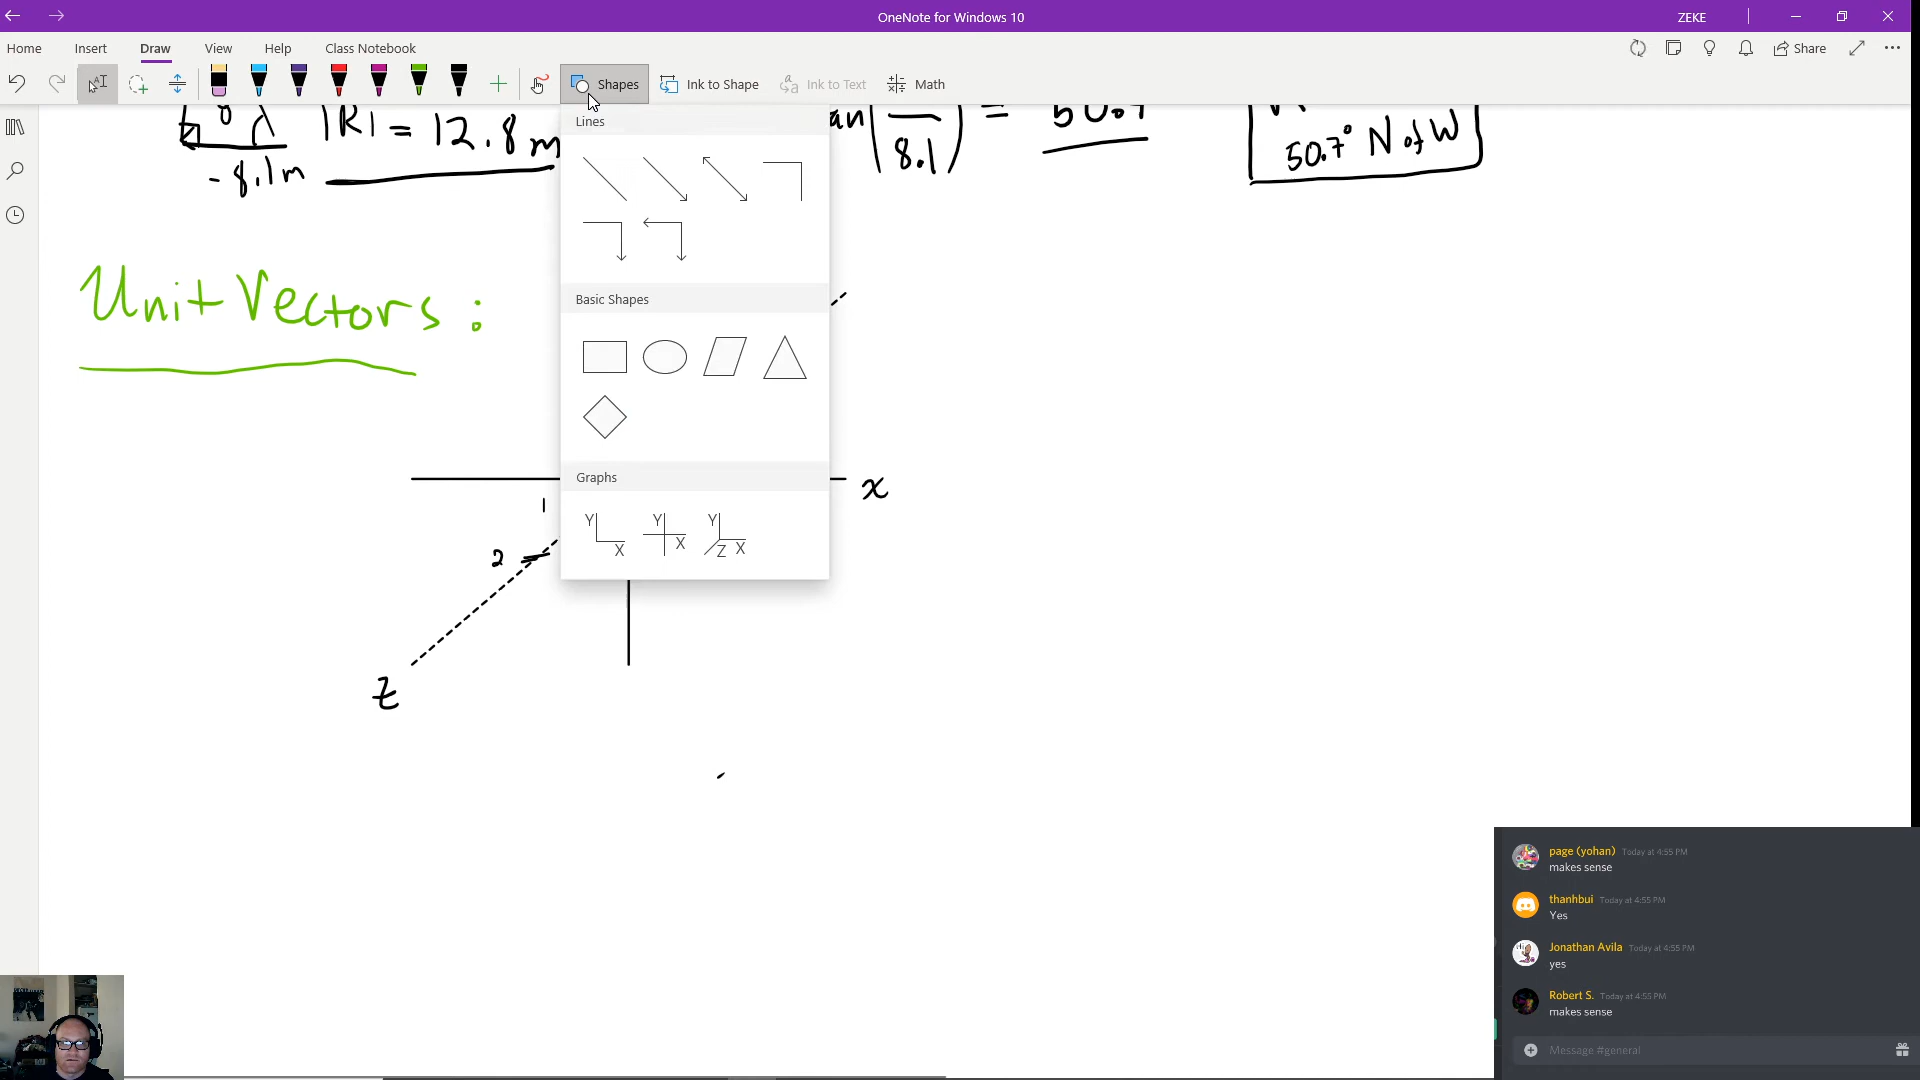 OneNote for Windows 10
ZEKE
Home Insert Draw View Help Class Notebook
Share
Shapes Ink to Shape Ink to Text Math
Lines
|R| = 12.8 m
-8.1m
8.1
50.7° N of W
Unit Vectors:
Basic Shapes
x
Graphs
1
Y X Y X Y Z X
2
z
page (yohan) Today at 4:55 PM
makes sense
thanhbui Today at 4:55 PM
Yes
Jonathan Avila Today at 4:55 PM
yes
Robert S. Today at 4:55 PM
makes sense
Message #general